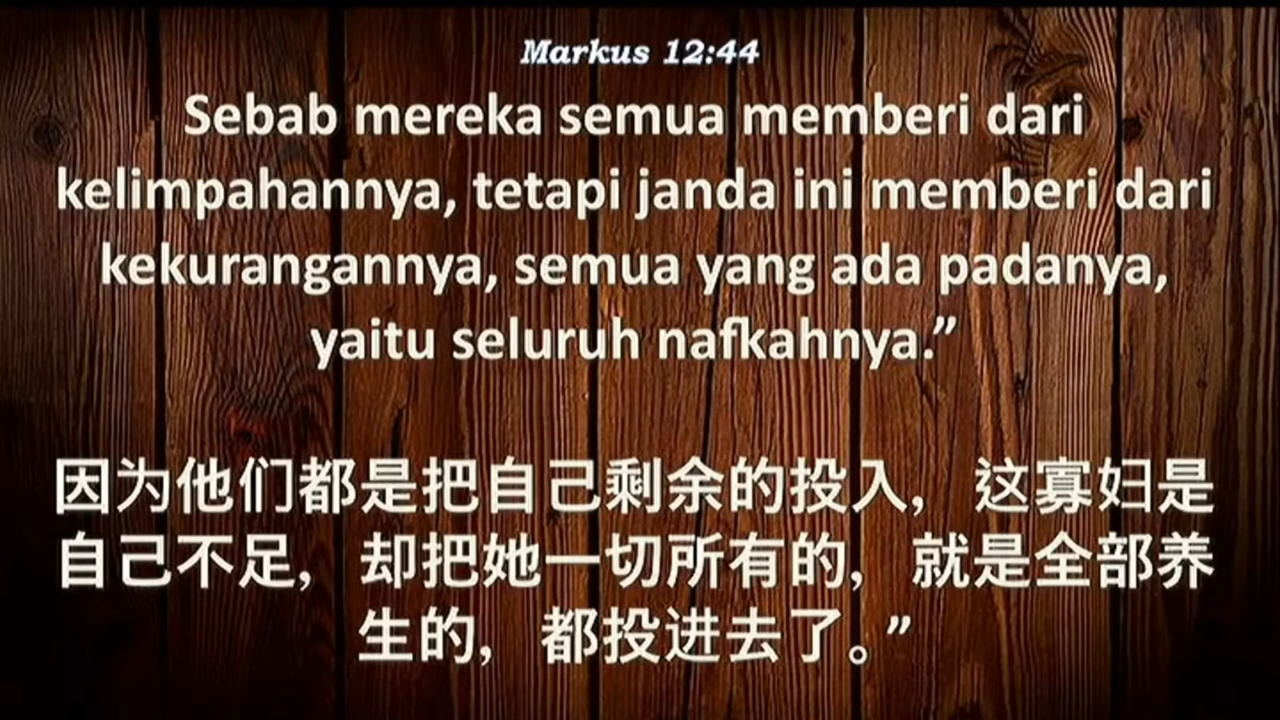 Markus 12:44
Sebab mereka semua memberi dari
kelimpahannya, tetapi janda ini memberi dari
kekurangannya, semua yang ada padanya,
yaitu seluruh nafkahnya.”
因为他们都是把自己剩余的投入，这寡妇是
自己不足，却把她一切所有的，就是全部养
生的，都投进去了。”